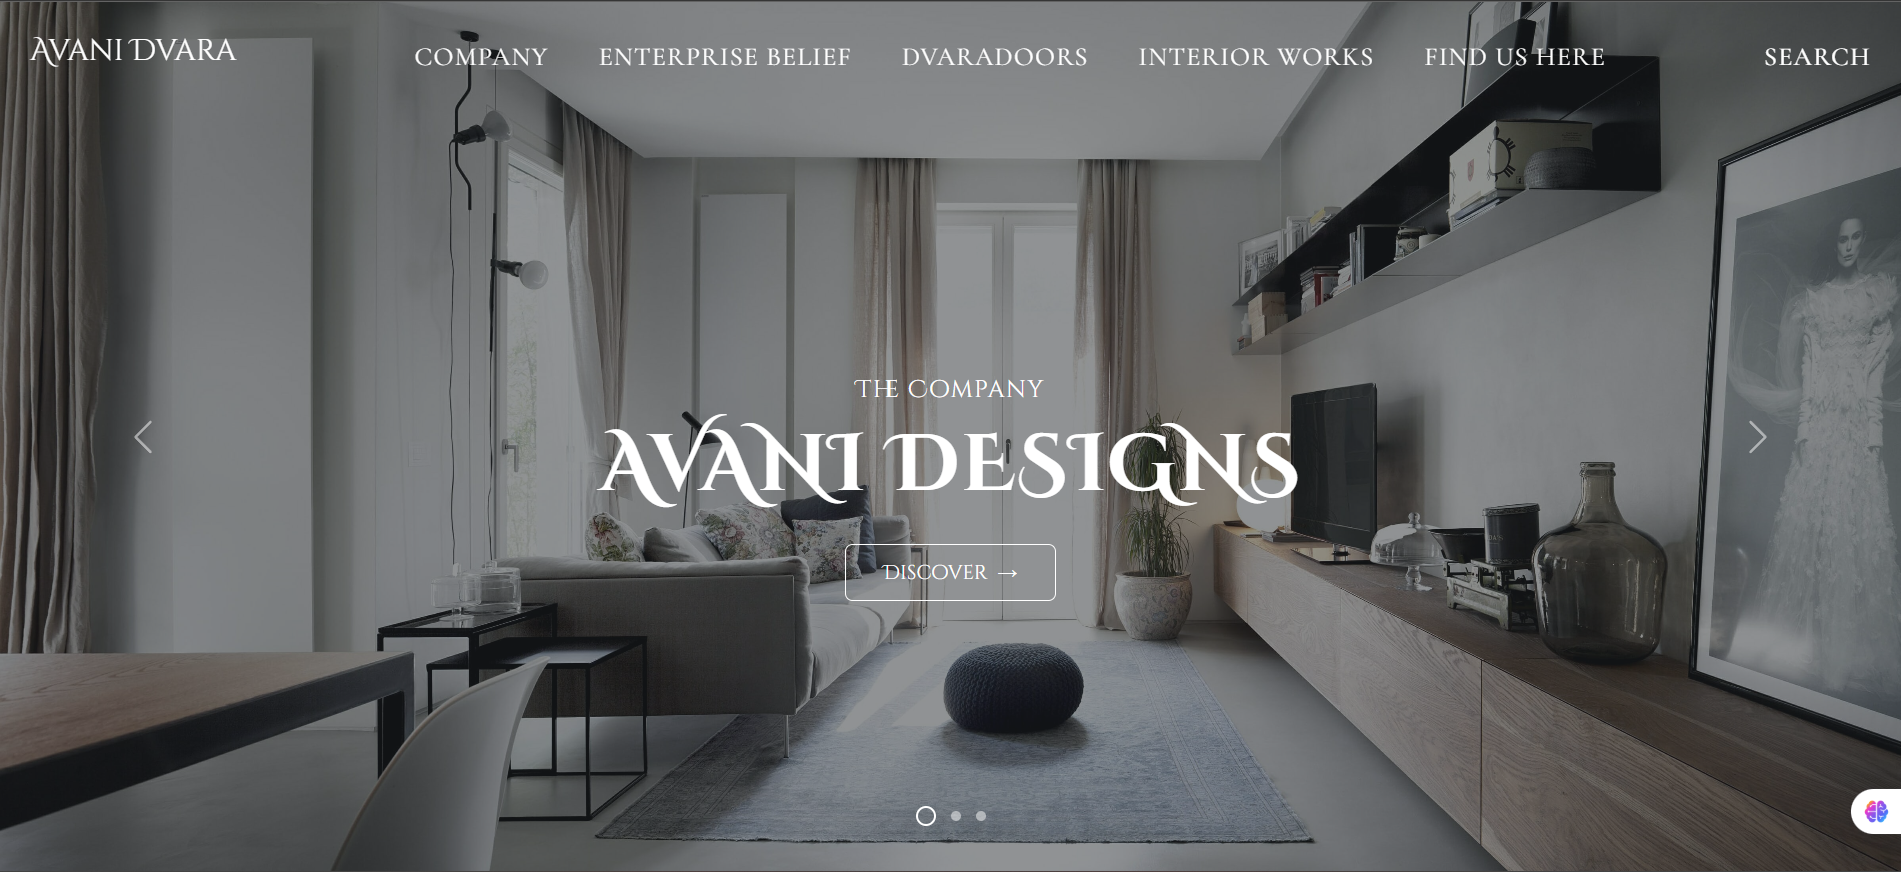 AVANI DVARA
COMPANY ENTERPRISE BELIEF DVARADOORS INTERIOR WORKS FIND US HERE SEARCH
THE COMPANY
AVANI DESIGNS
DISCOVER →